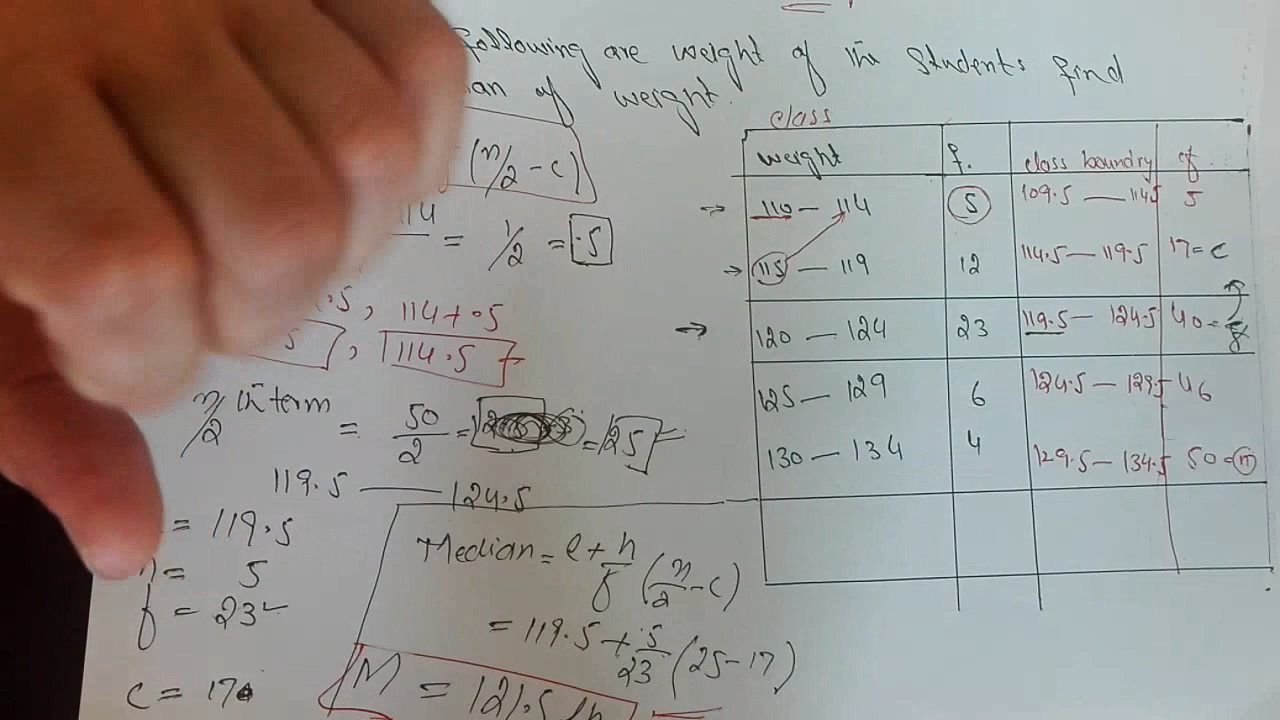 following are weight of the students find
of weight.
(n/2 - c)
114 = 1/2 = .5
.5, 114+.5
5, 114.5
n/2 th term = 50/2 = = 25
119.5 — 124.5
= 119.5
h = 5
f = 23
c = 17
Median = l + h/f (n/2 - c)
= 119.5 + 5/23 (25-17)
M = 121.5 lb
class
weight f. class boundry cf.
→ 110 — 114 5 109.5 — 114.5 5
→ 115 — 119 12 114.5 — 119.5 17 = c
→ 120 — 124 23 119.5 — 124.5 40 =
125 — 129 6 124.5 — 129.5 46
130 — 134 4 129.5 — 134.5 50 = n